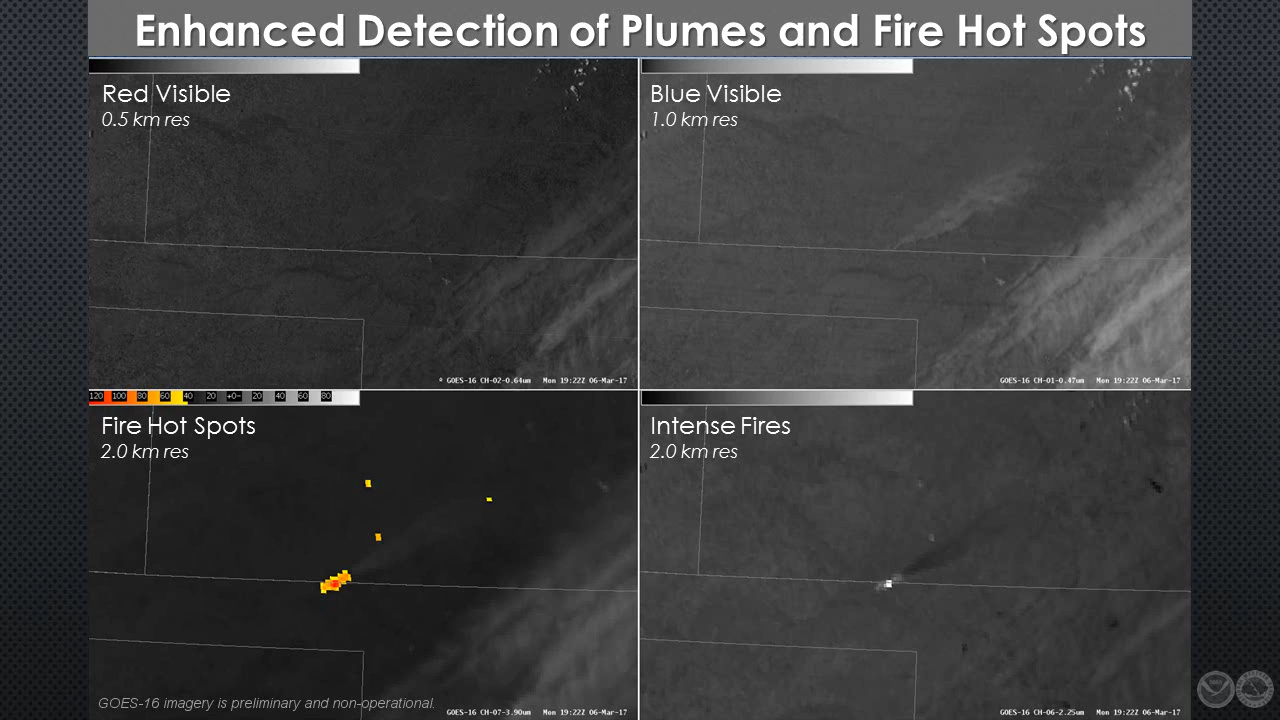 Enhanced Detection of Plumes and Fire Hot Spots
Red Visible
0.5 km res
GOES-16 CH-02-0.64um Mon 19:22Z 06-Mar-17
Blue Visible
1.0 km res
GOES-16 CH-01-0.47um Mon 19:22Z 06-Mar-17
120 100 80 60 40 20 +0- 20 40 60 80
Fire Hot Spots
2.0 km res
GOES-16 imagery is preliminary and non-operational.
GOES-16 CH-07-3.90um Mon 19:22Z 06-Mar-17
Intense Fires
2.0 km res
GOES-16 CH-06-2.25um Mon 19:22Z 06-Mar-17